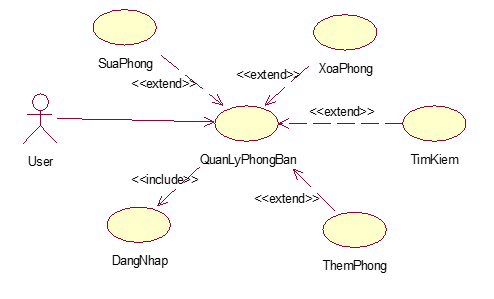 SuaPhong
XoaPhong
<<extend>>
<<extend>>
<<extend>>
User
QuanLyPhongBan
TimKiem
<<include>>
<<extend>>
DangNhap
ThemPhong